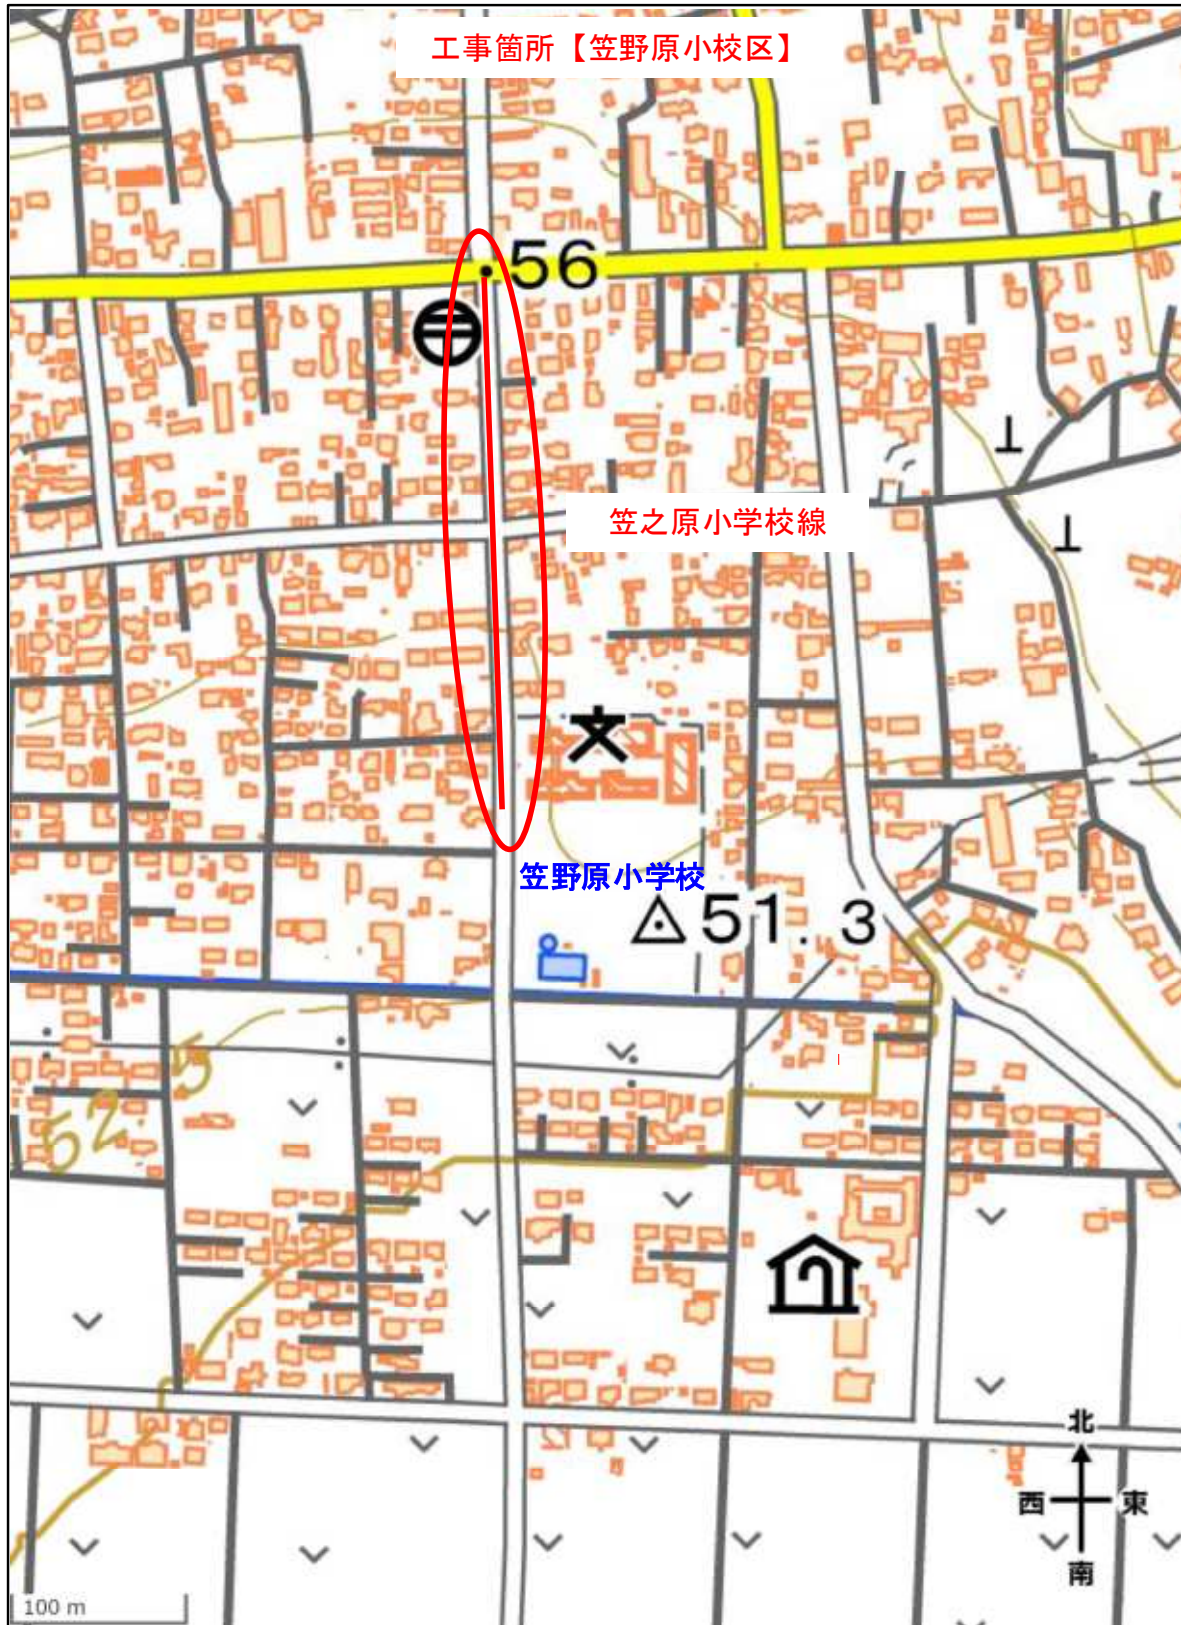 工事箇所【笠野原小校区】
56
笠之原小学校線
笠野原小学校
51.3
52.5
北
西
東
南
100 m